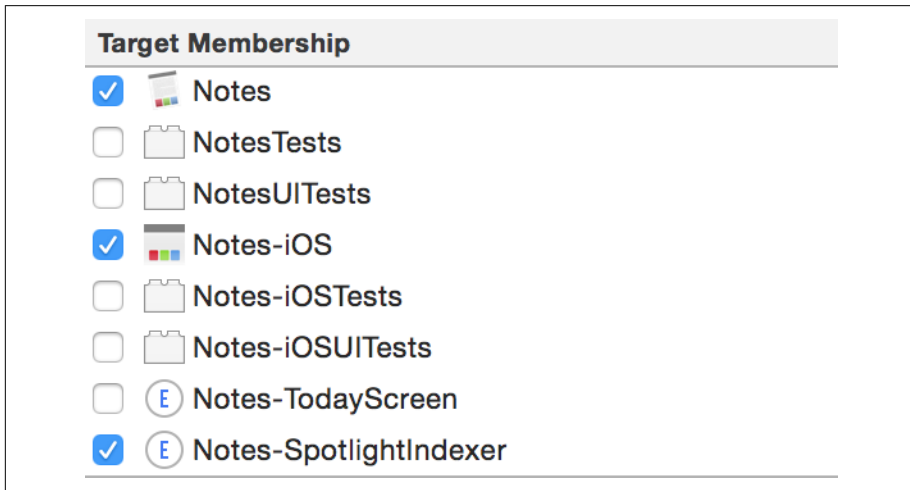 Target Membership
Notes
NotesTests
NotesUITests
Notes-iOS
Notes-iOSTests
Notes-iOSUITests
E Notes-TodayScreen
E Notes-SpotlightIndexer